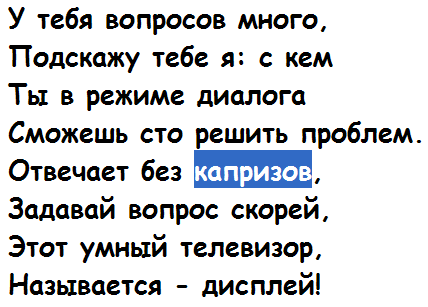 У тебя вопросов много,
Подскажу тебе я: с кем
Ты в режиме диалога
Сможешь сто решить проблем.
Отвечает без капризов,
Задавай вопрос скорей,
Этот умный телевизор,
Называется - дисплей!